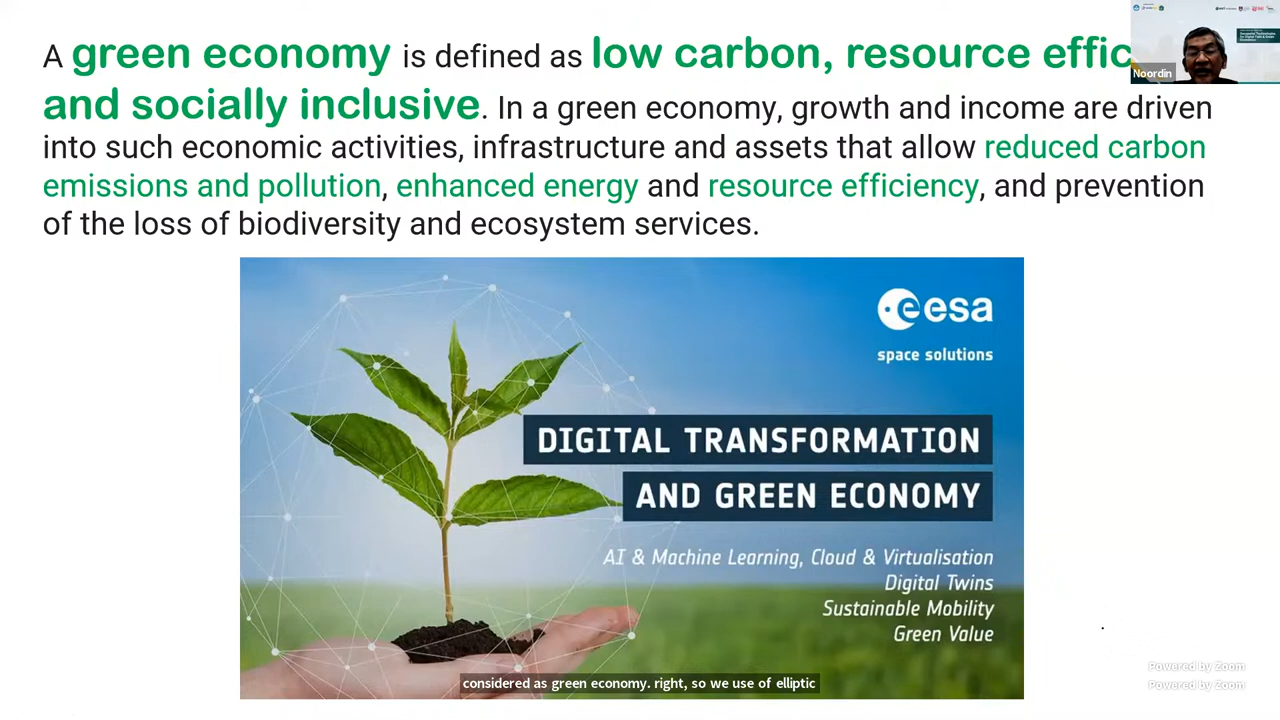 A green economy is defined as low carbon, resource effic
and socially inclusive. In a green economy, growth and income are driven
into such economic activities, infrastructure and assets that allow reduced carbon
emissions and pollution, enhanced energy and resource efficiency, and prevention
of the loss of biodiversity and ecosystem services.
Noordin
esa
space solutions
DIGITAL TRANSFORMATION
AND GREEN ECONOMY
AI & Machine Learning, Cloud & Virtualisation
Digital Twins
Sustainable Mobility
Green Value
considered as green economy. right, so we use of elliptic
Powered by Zoom
Powered by Zoom